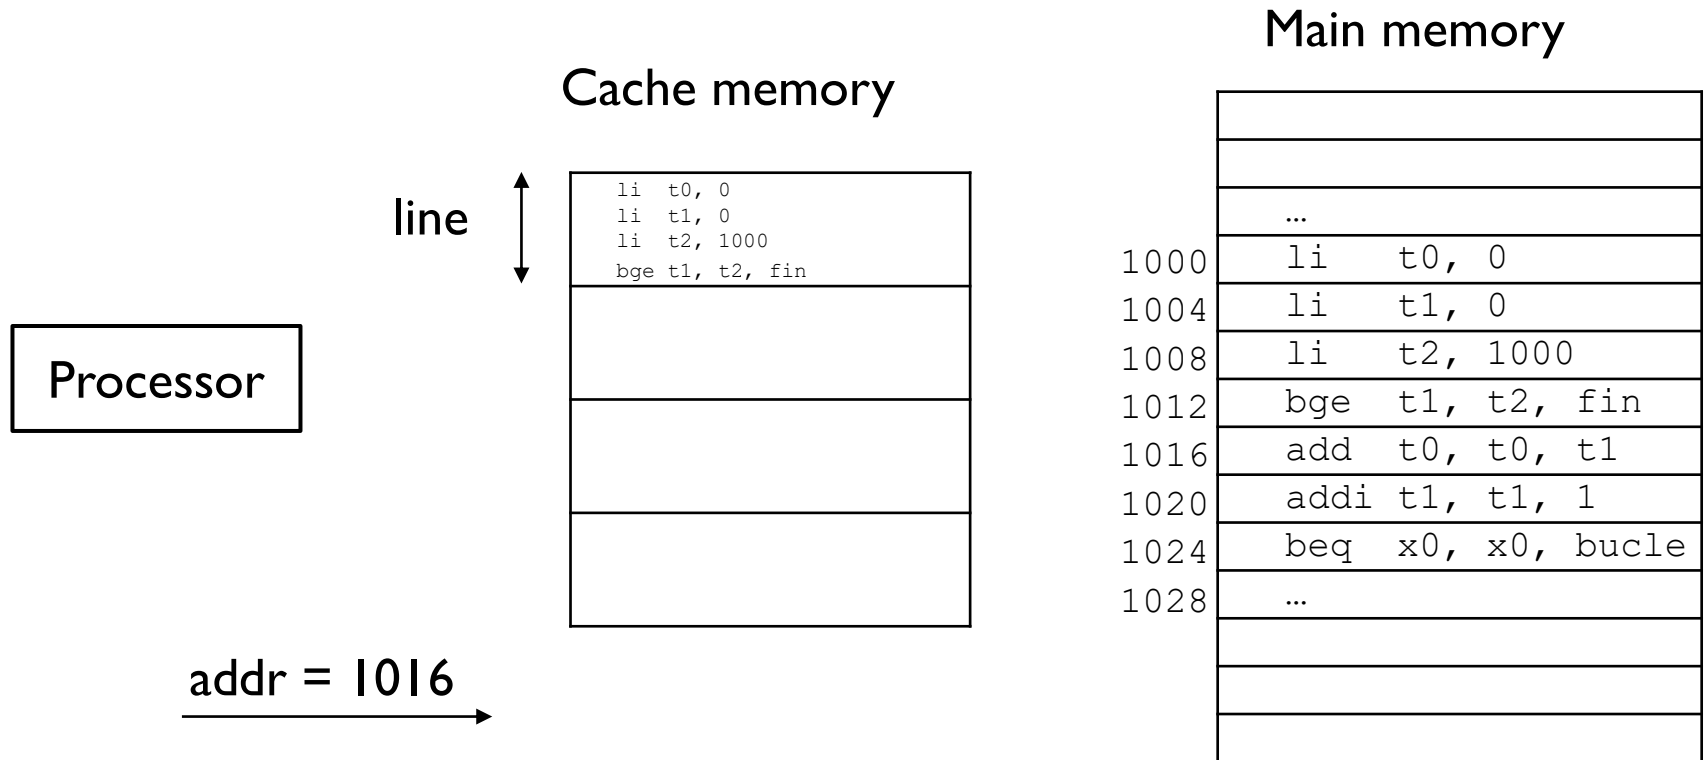 Main memory
Cache memory
line
li t0, 0
li t1, 0
li t2, 1000
bge t1, t2, fin
Processor
addr = 1016
…
1000 li t0, 0
1004 li t1, 0
1008 li t2, 1000
1012 bge t1, t2, fin
1016 add t0, t0, t1
1020 addi t1, t1, 1
1024 beq x0, x0, bucle
1028 …